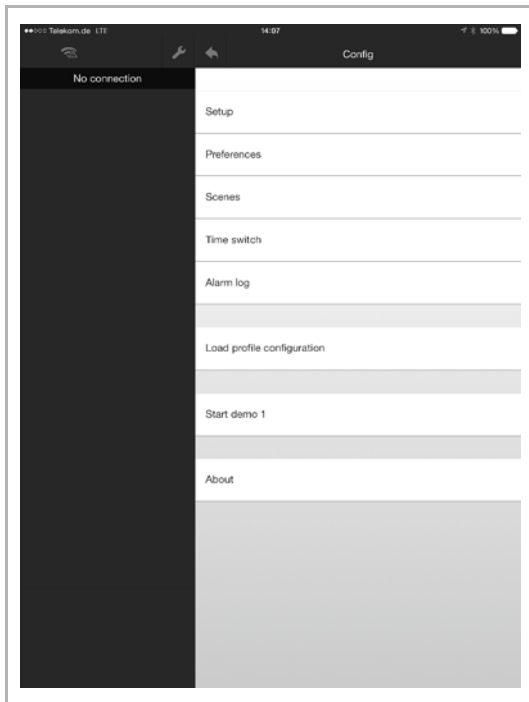 Telekom.de LTE 14:07 100%
Config
No connection
Setup
Preferences
Scenes
Time switch
Alarm log
Load profile configuration
Start demo 1
About